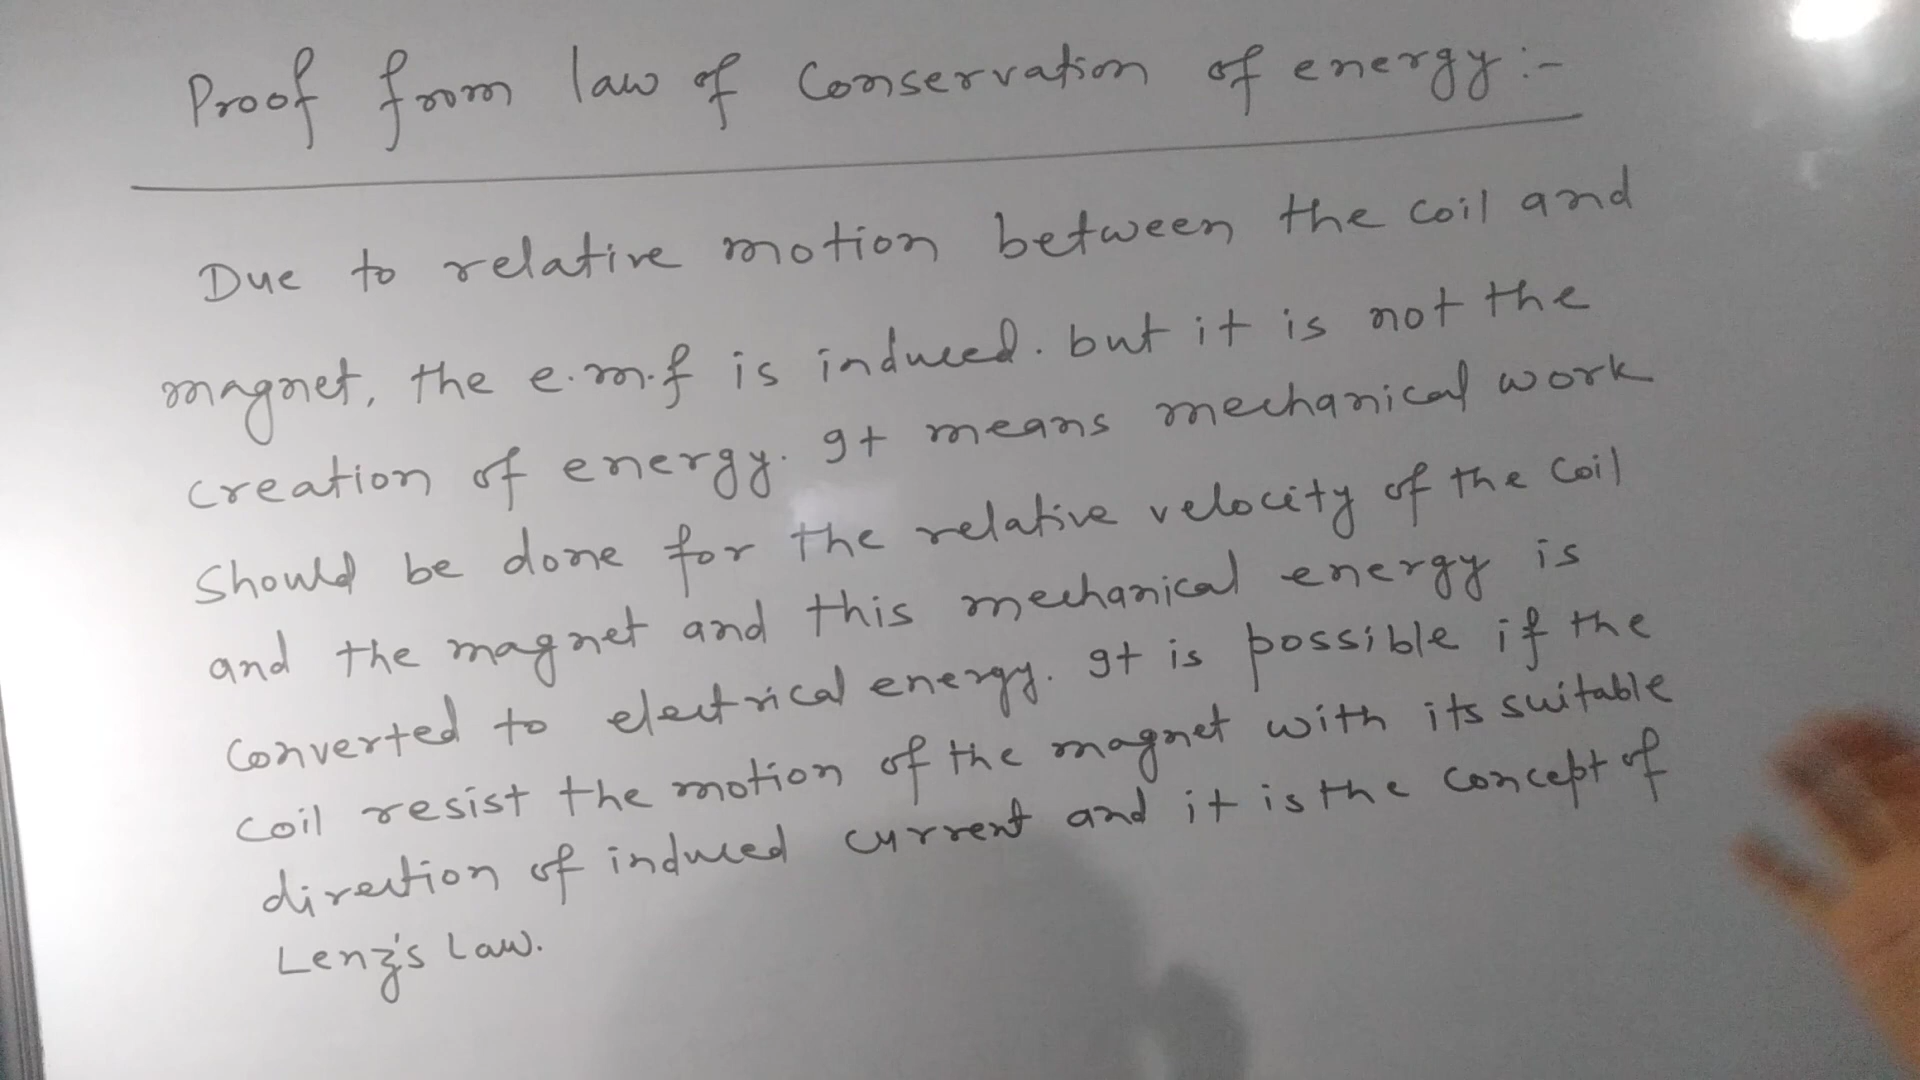 Proof from law of Conservation of energy :-
Due to relative motion between the coil and
magnet, the e.m.f is induced. but it is not the
creation of energy. It means mechanical work
Should be done for the relative velocity of the Coil
and the magnet and this mechanical energy is
Converted to electrical energy. It is possible if the
coil resist the motion of the magnet with its suitable
direction of induced current and it is the concept of
Lenz's Law.